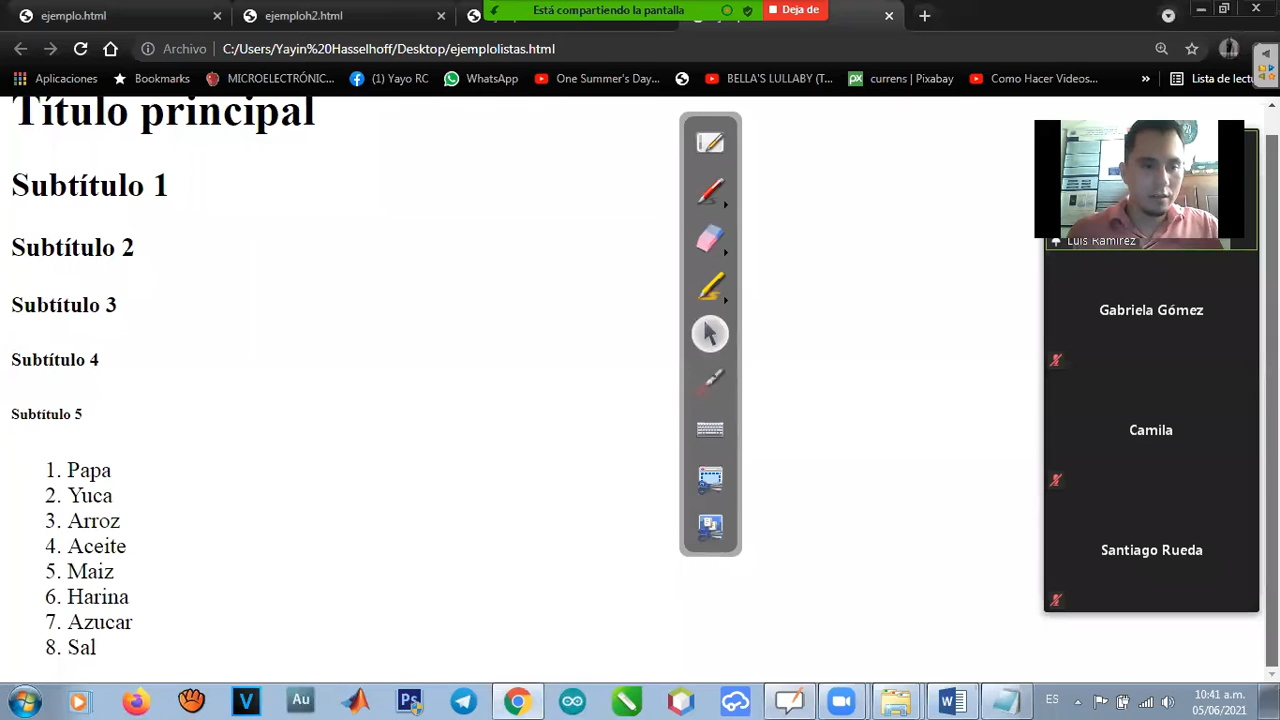 ejemplo.html
ejemploh2.html
Está compartiendo la pantalla
Deja de
Archivo
C:/Users/Yayin%20Hasselhoff/Desktop/ejemplolistas.html
Aplicaciones
Bookmarks
MICROELECTRÓNIC...
(1) Yayo RC
WhatsApp
One Summer's Day...
BELLA'S LULLABY (T...
px
currens | Pixabay
Como Hacer Videos...
»
Lista de lectu
Título principal
Subtítulo 1
Subtítulo 2
Subtítulo 3
Subtítulo 4
Subtítulo 5
1. Papa
2. Yuca
3. Arroz
4. Aceite
5. Maiz
6. Harina
7. Azucar
8. Sal
Luis Ramirez
Gabriela Gómez
Camila
Santiago Rueda
V
Au
Ps
W
ES
10:41 a.m.
05/06/2021